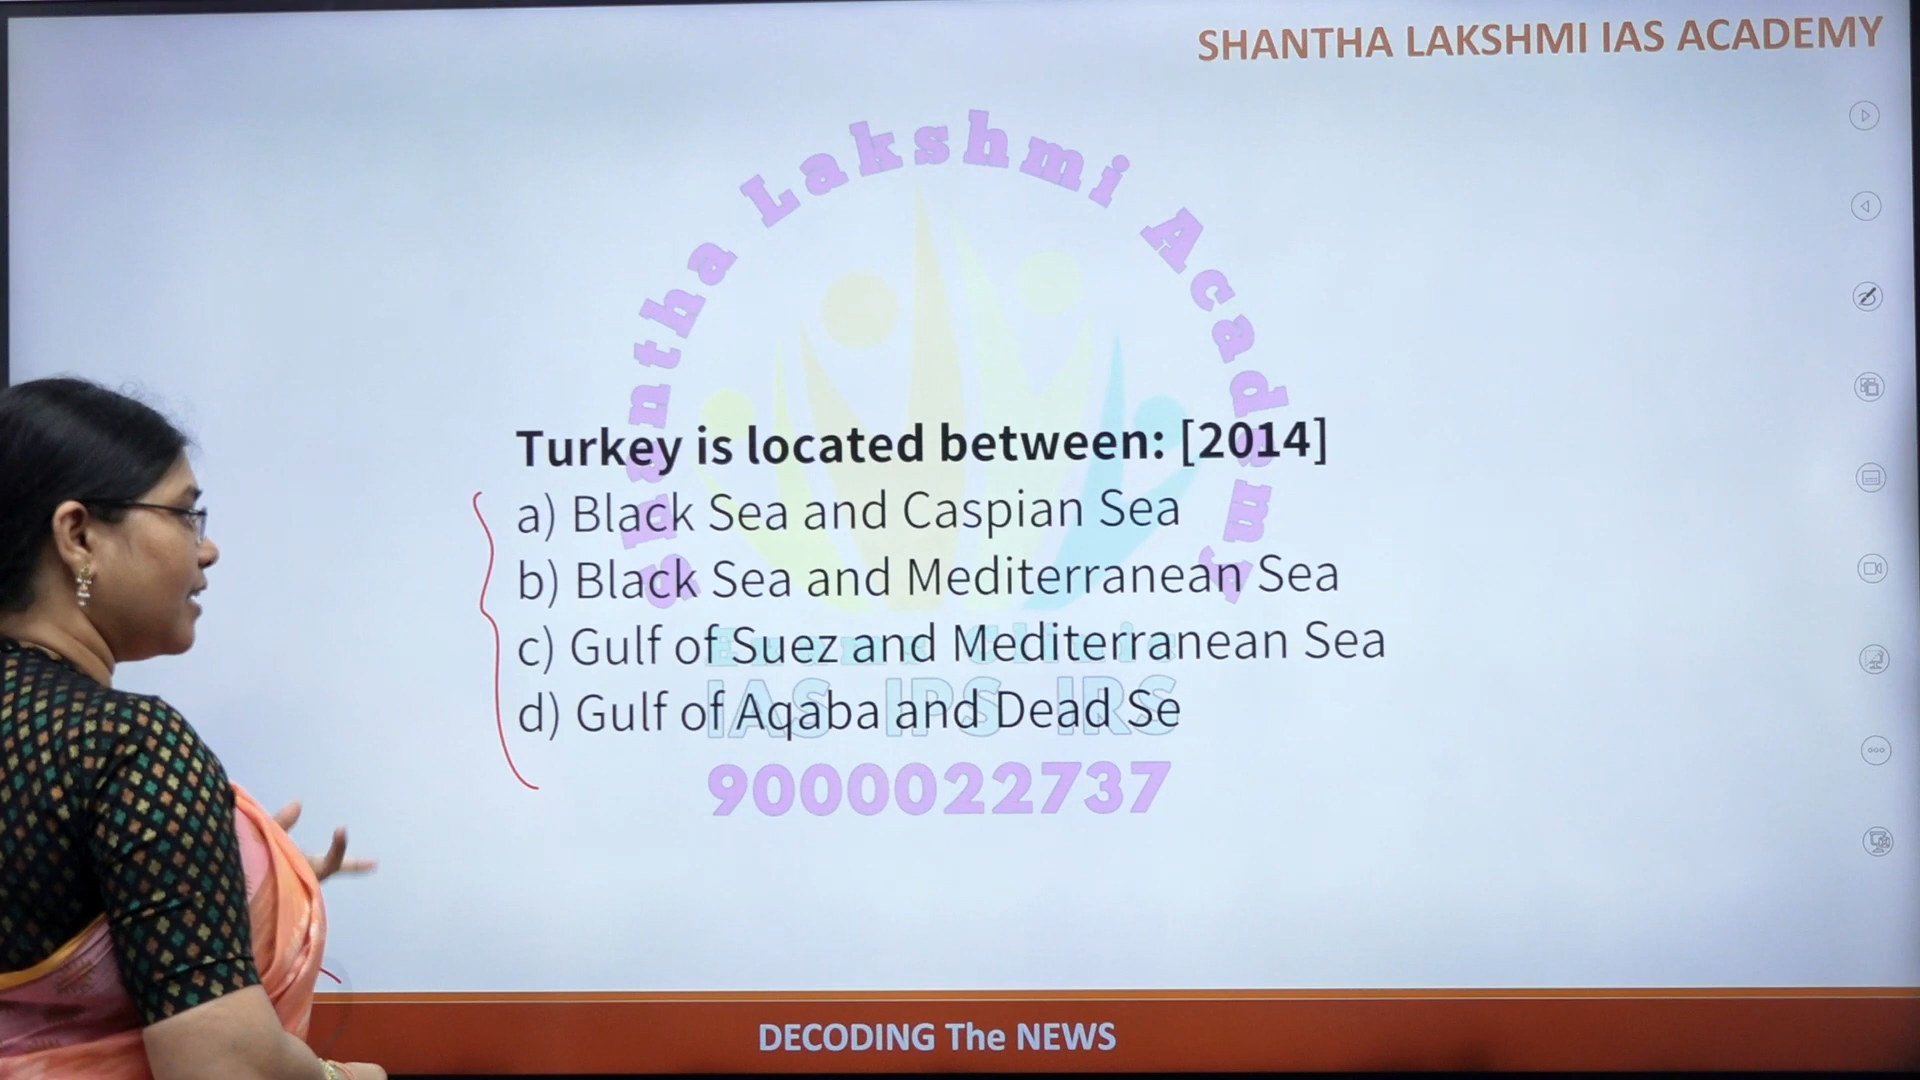 SHANTHA LAKSHMI IAS ACADEMY
Shantha Lakshmi Academy
Turkey is located between: [2014]
a) Black Sea and Caspian Sea
b) Black Sea and Mediterranean Sea
c) Gulf of Suez and Mediterranean Sea
d) Gulf of Aqaba and Dead Se
IAS IPS IRS
9000022737
DECODING The NEWS